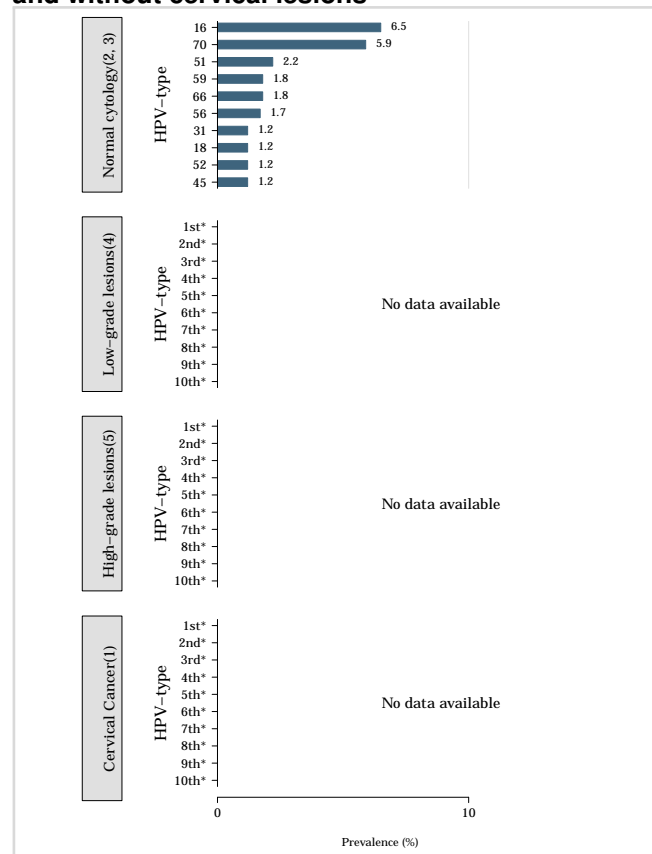 and without cervical lesions
Normal cytology(2, 3)
HPV−type
16 6.5
70 5.9
51 2.2
59 1.8
66 1.8
56 1.7
31 1.2
18 1.2
52 1.2
45 1.2
Low−grade lesions(4)
HPV−type
1st*
2nd*
3rd*
4th*
5th*
6th*
7th*
8th*
9th*
10th*
No data available
High−grade lesions(5)
HPV−type
1st*
2nd*
3rd*
4th*
5th*
6th*
7th*
8th*
9th*
10th*
No data available
Cervical Cancer(1)
HPV−type
1st*
2nd*
3rd*
4th*
5th*
6th*
7th*
8th*
9th*
10th*
No data available
0 10
Prevalence (%)